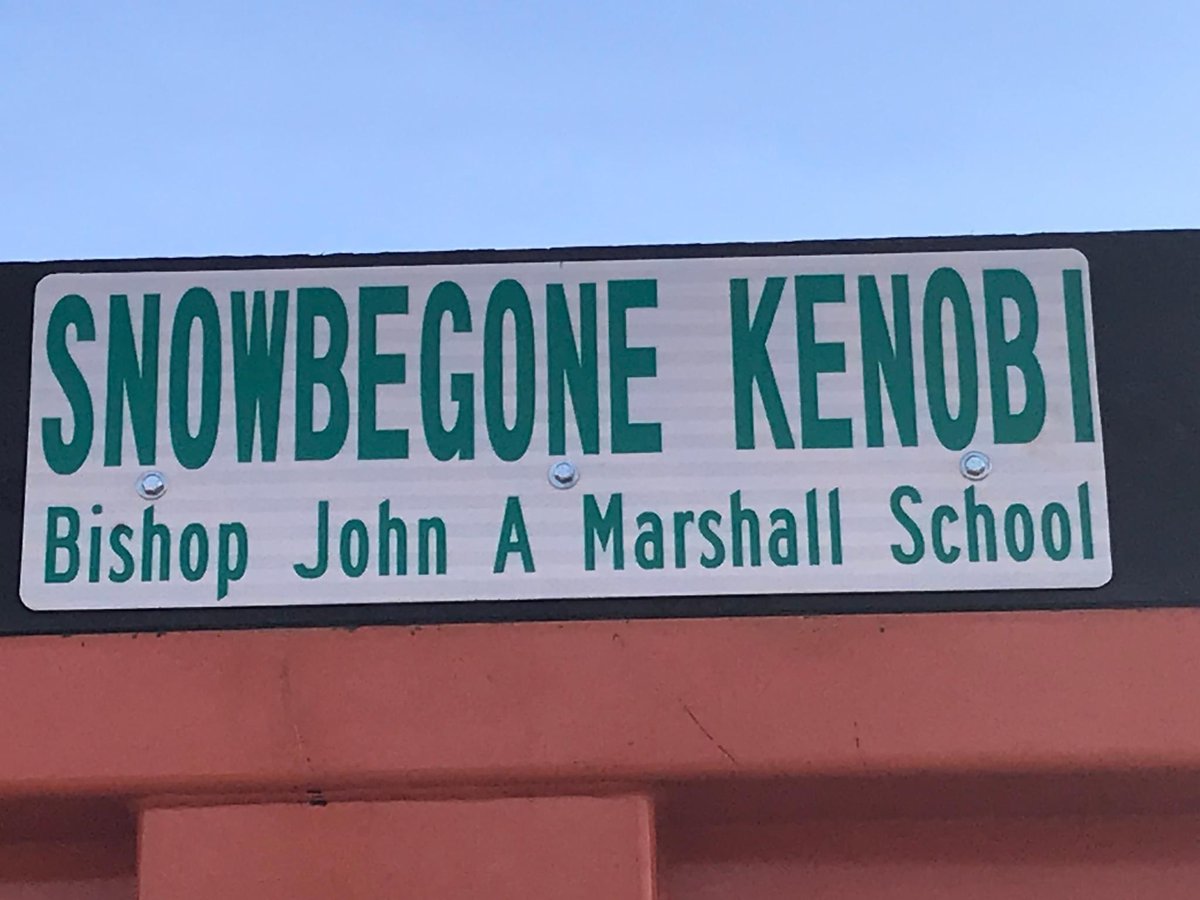 SNOWBEGONE KENOBI
Bishop John A Marshall School